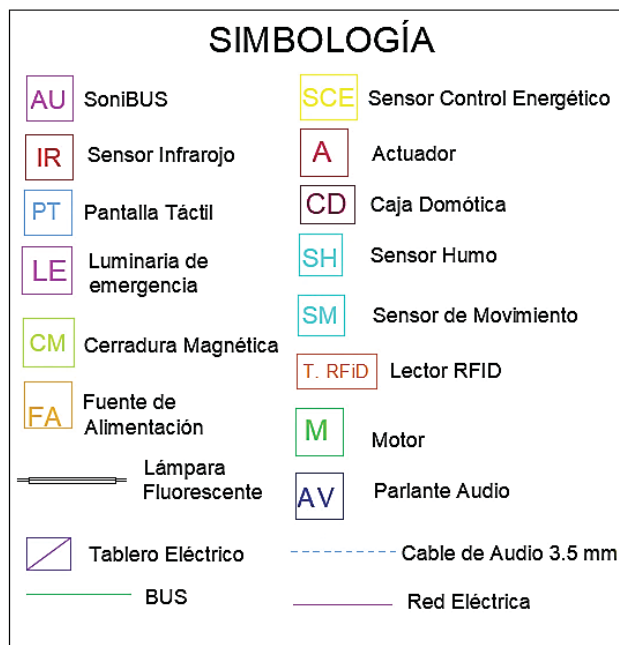 SIMBOLOGÍA
AU SoniBUS
IR Sensor Infrarojo
PT Pantalla Táctil
LE Luminaria de
emergencia
CM Cerradura Magnética
FA Fuente de
Alimentación
Lámpara
Fluorescente
Tablero Eléctrico
BUS
SCE Sensor Control Energético
A Actuador
CD Caja Domótica
SH Sensor Humo
SM Sensor de Movimiento
T. RFiD Lector RFID
M Motor
AV Parlante Audio
Cable de Audio 3.5 mm
Red Eléctrica